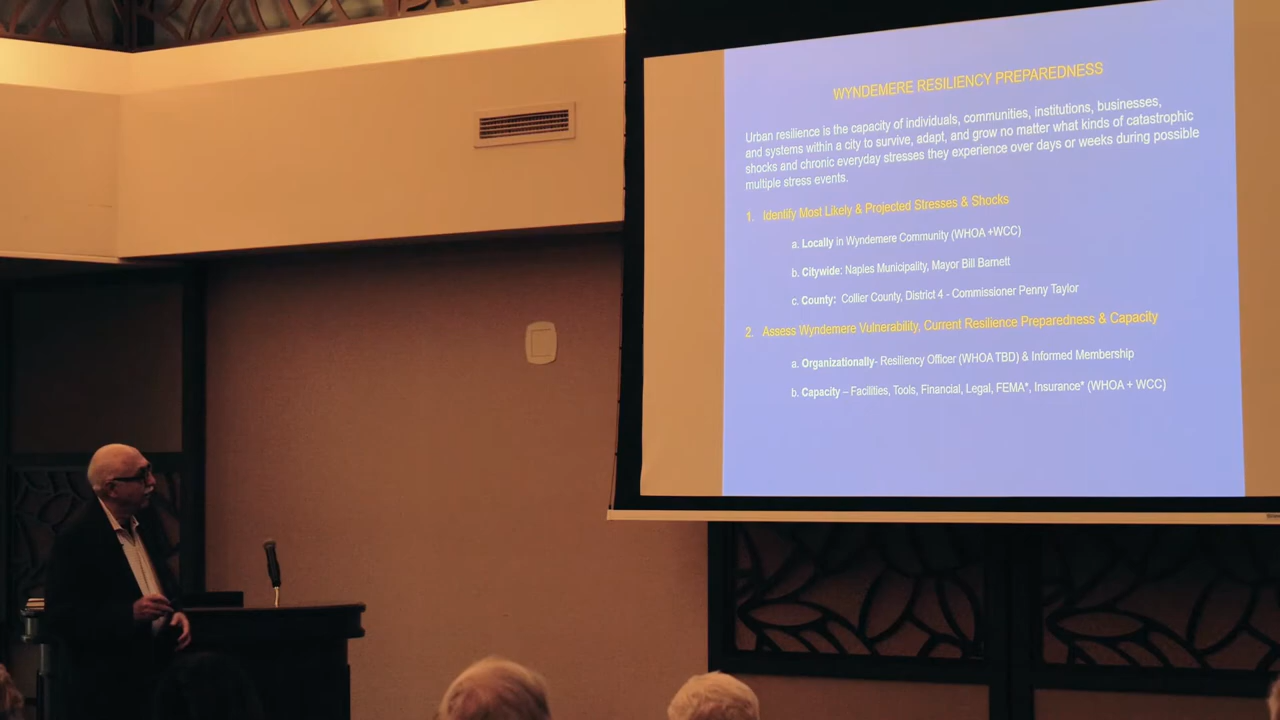 WYNDEMERE RESILIENCY PREPAREDNESS
Urban resilience is the capacity of individuals, communities, institutions, businesses,
and systems within a city to survive, adapt, and grow no matter what kinds of catastrophic
shocks and chronic everyday stresses they experience over days or weeks during possible
multiple stress events.
1. Identify Most Likely & Projected Stresses & Shocks
a. Locally in Wyndemere Community (WHOA +WCC)
b. Citywide: Naples Municipality, Mayor Bill Barnett
c. County: Collier County, District 4 - Commissioner Penny Taylor
2. Assess Wyndemere Vulnerability, Current Resilience Preparedness & Capacity
a. Organizationally- Resiliency Officer (WHOA TBD) & Informed Membership
b. Capacity – Facilities, Tools, Financial, Legal, FEMA*, Insurance* (WHOA + WCC)